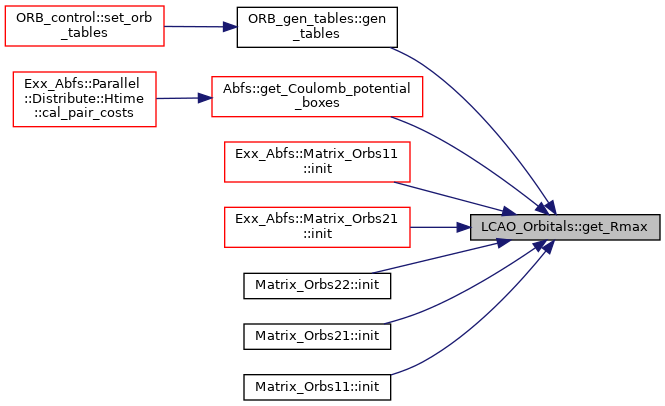 ORB_control::set_orb
_tables
ORB_gen_tables::gen
_tables
Exx_Abfs::Parallel
::Distribute::Htime
::cal_pair_costs
Abfs::get_Coulomb_potential
_boxes
Exx_Abfs::Matrix_Orbs11
::init
Exx_Abfs::Matrix_Orbs21
::init
LCAO_Orbitals::get_Rmax
Matrix_Orbs22::init
Matrix_Orbs21::init
Matrix_Orbs11::init